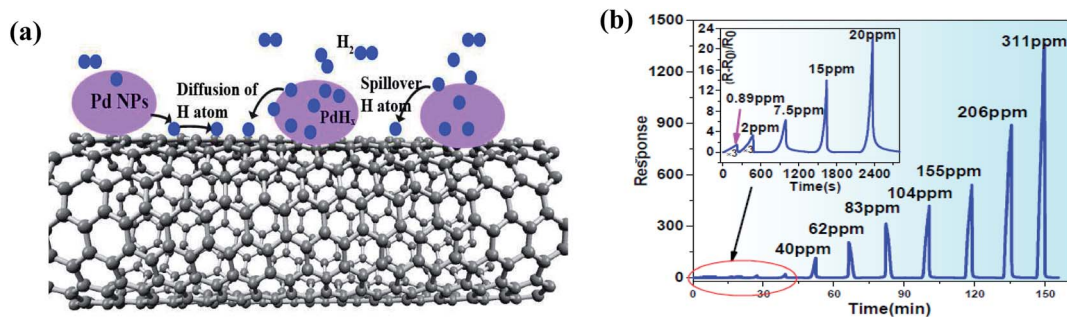 (a)
H2
Pd NPs
Diffusion of
H atom
Spillover
H atom
PdHx
(b)
Response
1500
1200
900
600
300
0
0
30
60
90
120
150
Time(min)
40ppm
62ppm
83ppm
104ppm
155ppm
206ppm
311ppm
(R-R0)/R0
24
20
16
12
8
4
0
0
600
1200
1800
2400
Time(s)
0.89ppm
2ppm
7.5ppm
15ppm
20ppm